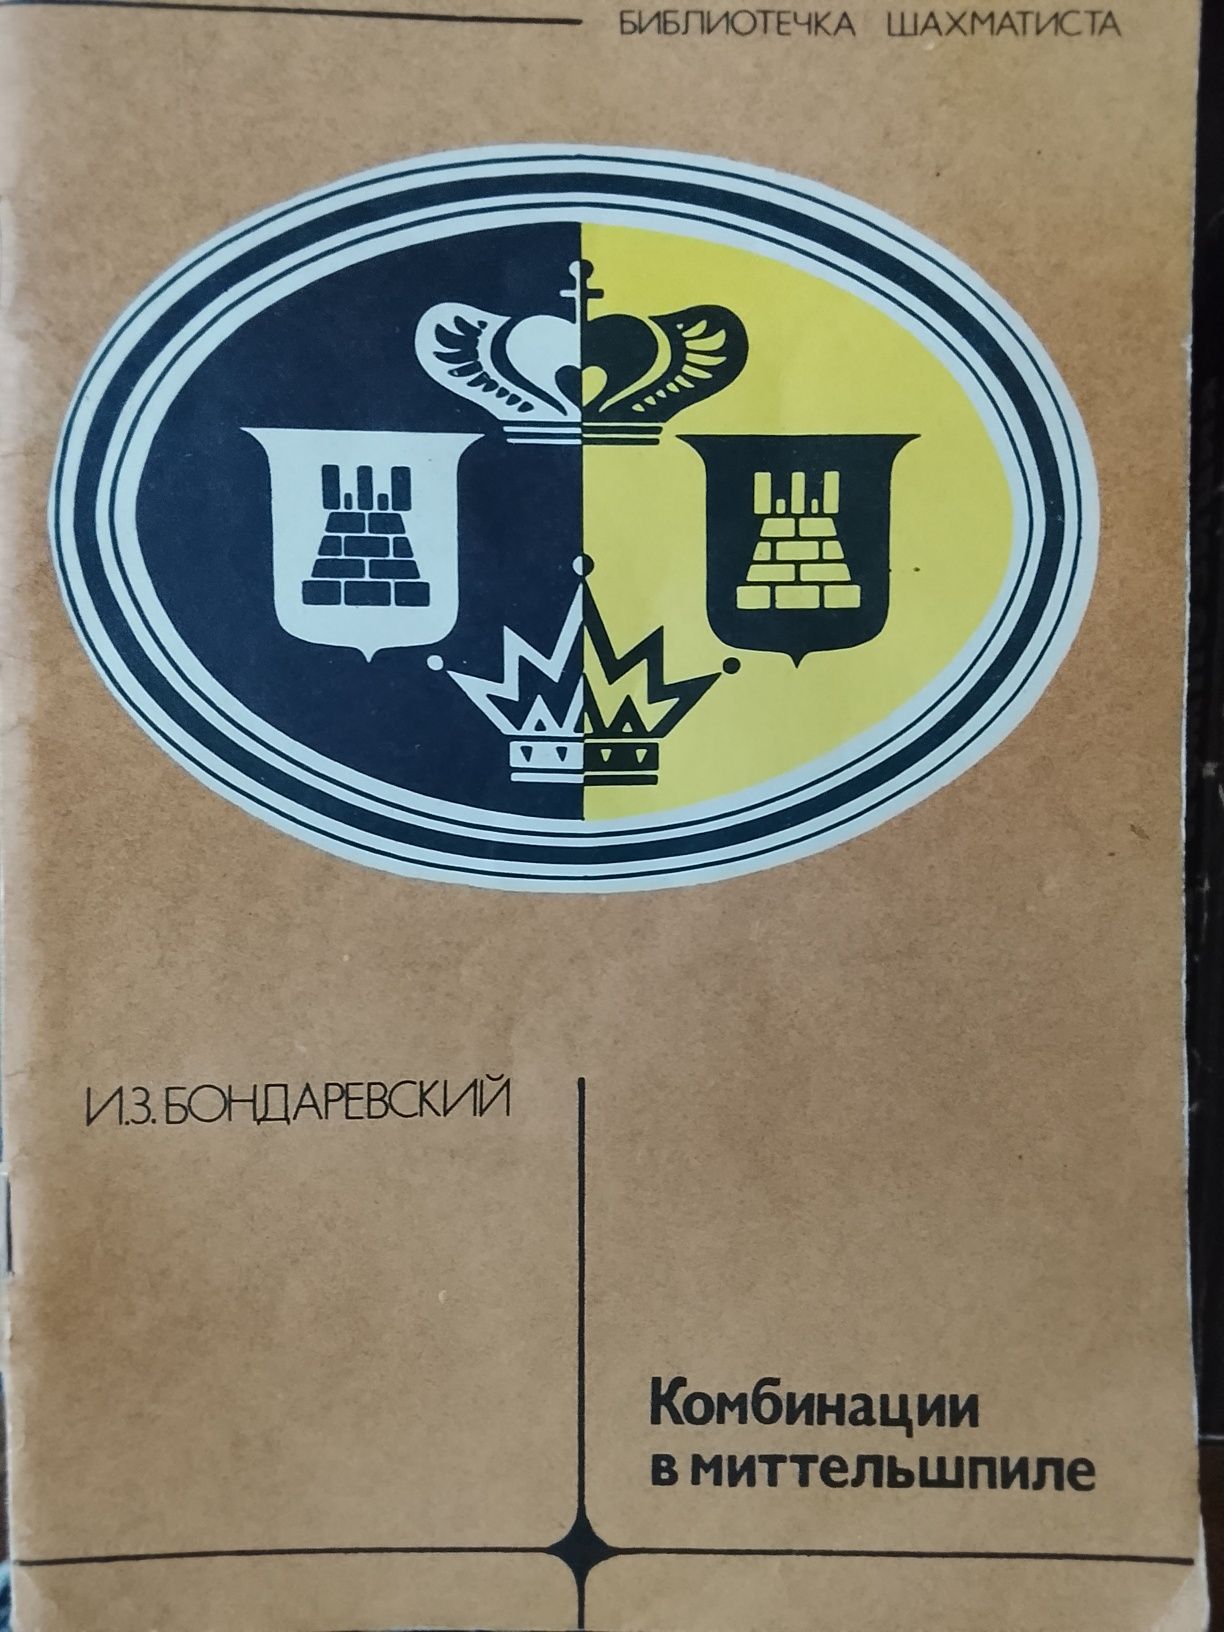 БИБЛИОТЕЧКА ШАХМАТИСТА
И.З. БОНДАРЕВСКИЙ
Комбинации
в миттельшпиле